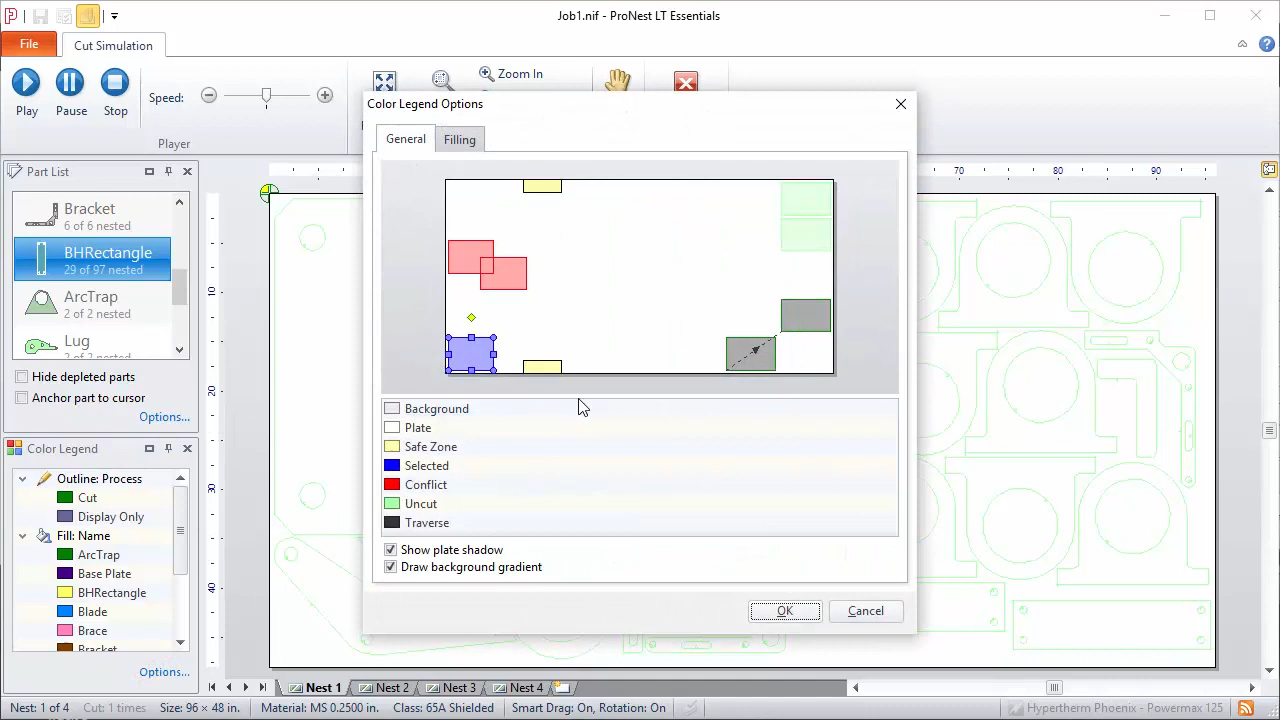 Job1.nif - ProNest LT Essentials
File
Cut Simulation
Play
Pause
Stop
Speed:
Zoom In
Player
Color Legend Options
General
Filling
Background
Plate
Safe Zone
Selected
Conflict
Uncut
Traverse
Show plate shadow
Draw background gradient
OK
Cancel
Part List
Bracket
6 of 6 nested
BHRectangle
29 of 97 nested
ArcTrap
2 of 2 nested
Lug
2 of 2 nested
Hide depleted parts
Anchor part to cursor
Options...
Color Legend
Outline: Process
Cut
Display Only
Fill: Name
ArcTrap
Base Plate
BHRectangle
Blade
Brace
Bracket
Options...
70
80
90
10
20
30
40
Nest 1
Nest 2
Nest 3
Nest 4
Nest: 1 of 4
Cut: 1 times
Size: 96 x 48 in.
Material: MS 0.2500 in.
Class: 65A Shielded
Smart Drag: On, Rotation: On
Hypertherm Phoenix - Powermax 125